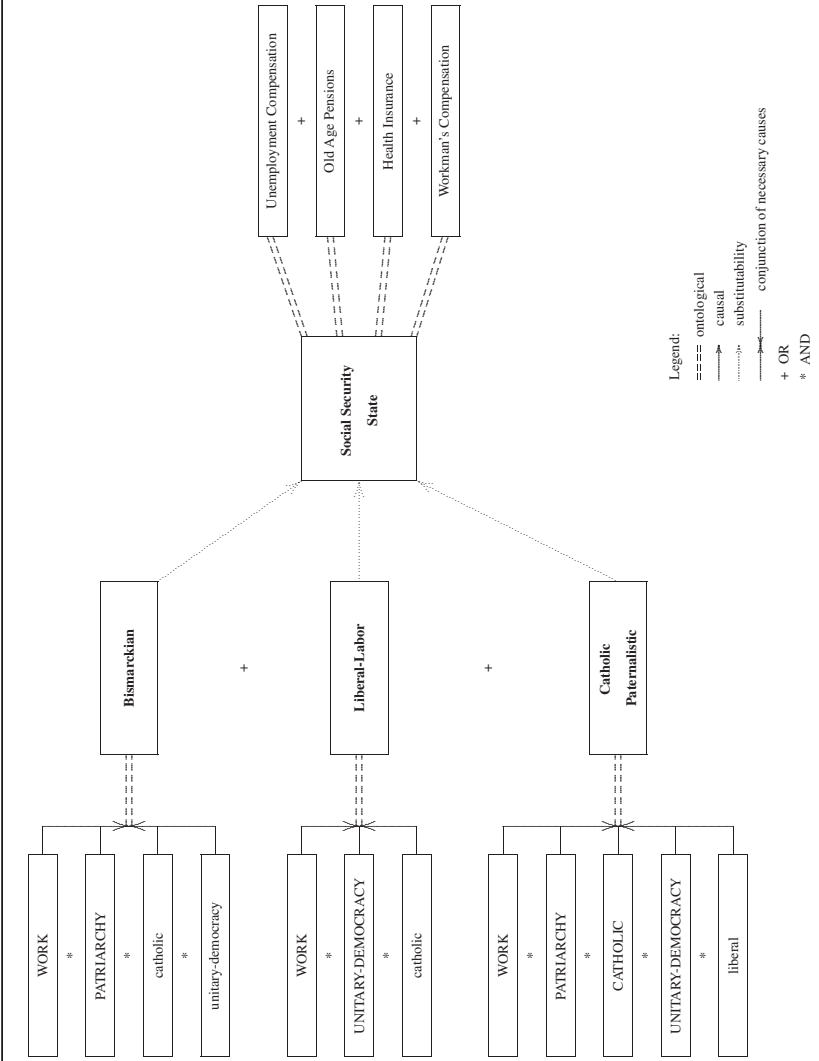 WORK
*
PATRIARCHY
*
catholic
*
unitary-democracy
WORK
*
UNITARY-DEMOCRACY
*
catholic
WORK
*
PATRIARCHY
*
CATHOLIC
*
UNITARY-DEMOCRACY
*
liberal
Bismarckian
+
Liberal-Labor
+
Catholic
Paternalistic
Social Security
State
Unemployment Compensation
+
Old Age Pensions
+
Health Insurance
+
Workman's Compensation
Legend:
==== ontological
causal
substitutability
conjunction of necessary causes
+ OR
* AND